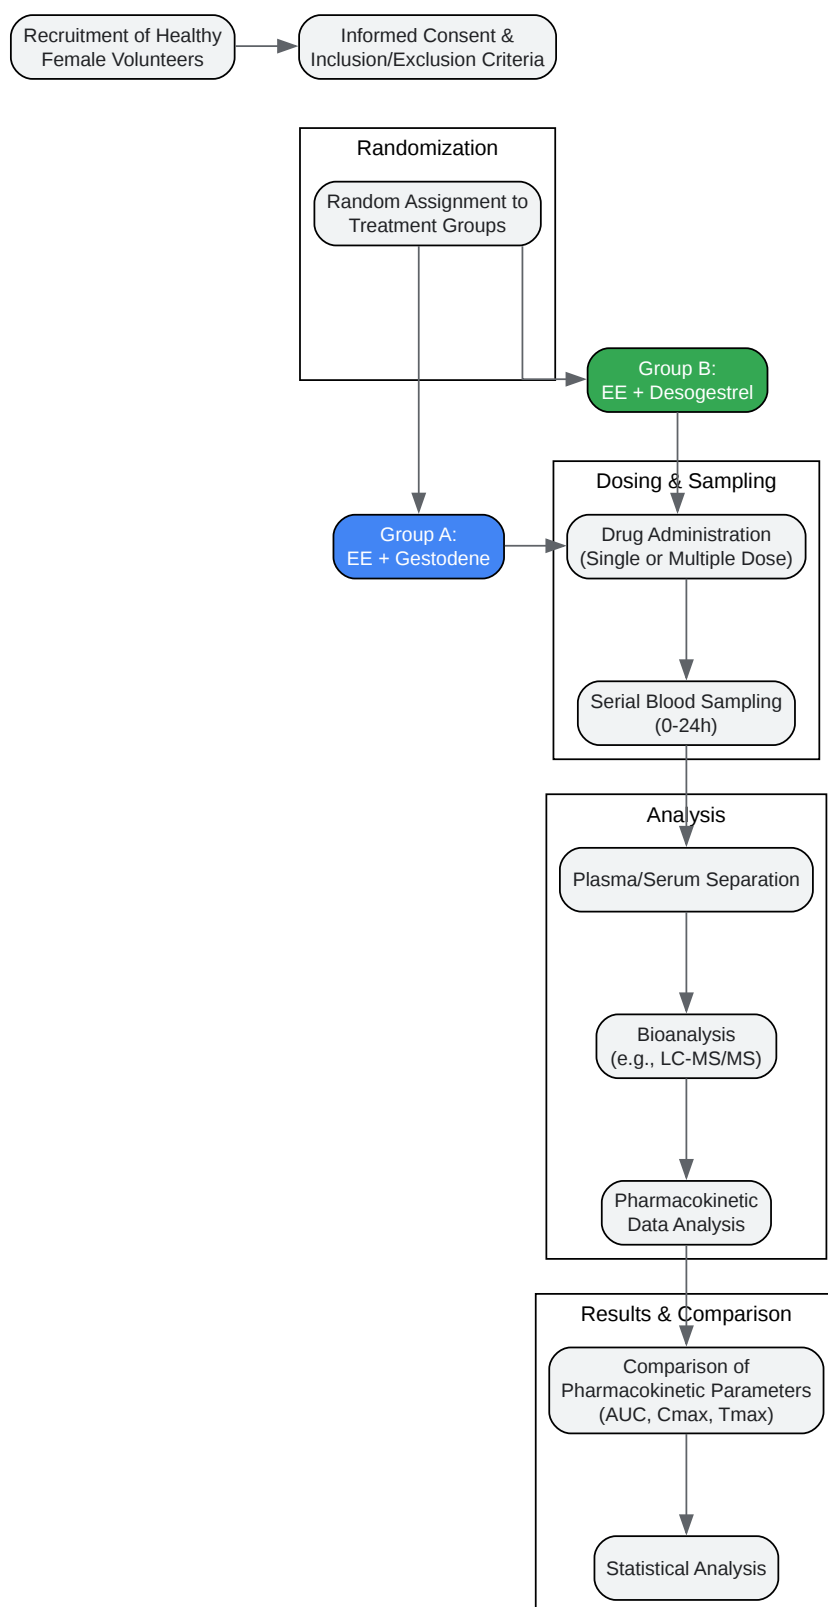 Recruitment of Healthy
Female Volunteers
Informed Consent &
Inclusion/Exclusion Criteria
Randomization
Random Assignment to
Treatment Groups
Group B:
EE + Desogestrel
Dosing & Sampling
Group A:
EE + Gestodene
Drug Administration
(Single or Multiple Dose)
Serial Blood Sampling
(0-24h)
Analysis
Plasma/Serum Separation
Bioanalysis
(e.g., LC-MS/MS)
Pharmacokinetic
Data Analysis
Results & Comparison
Comparison of
Pharmacokinetic Parameters
(AUC, Cmax, Tmax)
Statistical Analysis